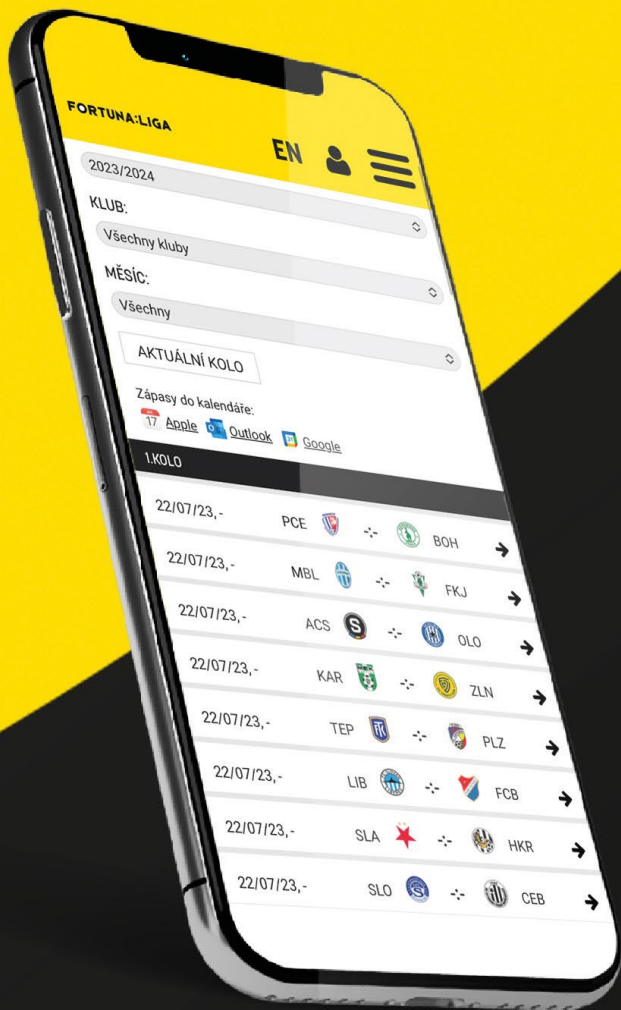 FORTUNA:LIGA
EN
2023/2024
KLUB:
Všechny kluby
MĚSÍC:
Všechny
AKTUÁLNÍ KOLO
Zápasy do kalendáře:
17 Apple Outlook 31 Google
1.KOLO
22/07/23,- PCE -:- BOH
22/07/23,- MBL -:- FKJ
22/07/23,- ACS S -:- OLO
22/07/23,- KAR -:- ZLN
22/07/23,- TEP -:- PLZ
22/07/23,- LIB -:- FCB
22/07/23,- SLA -:- HKR
22/07/23,- SLO S -:- CEB